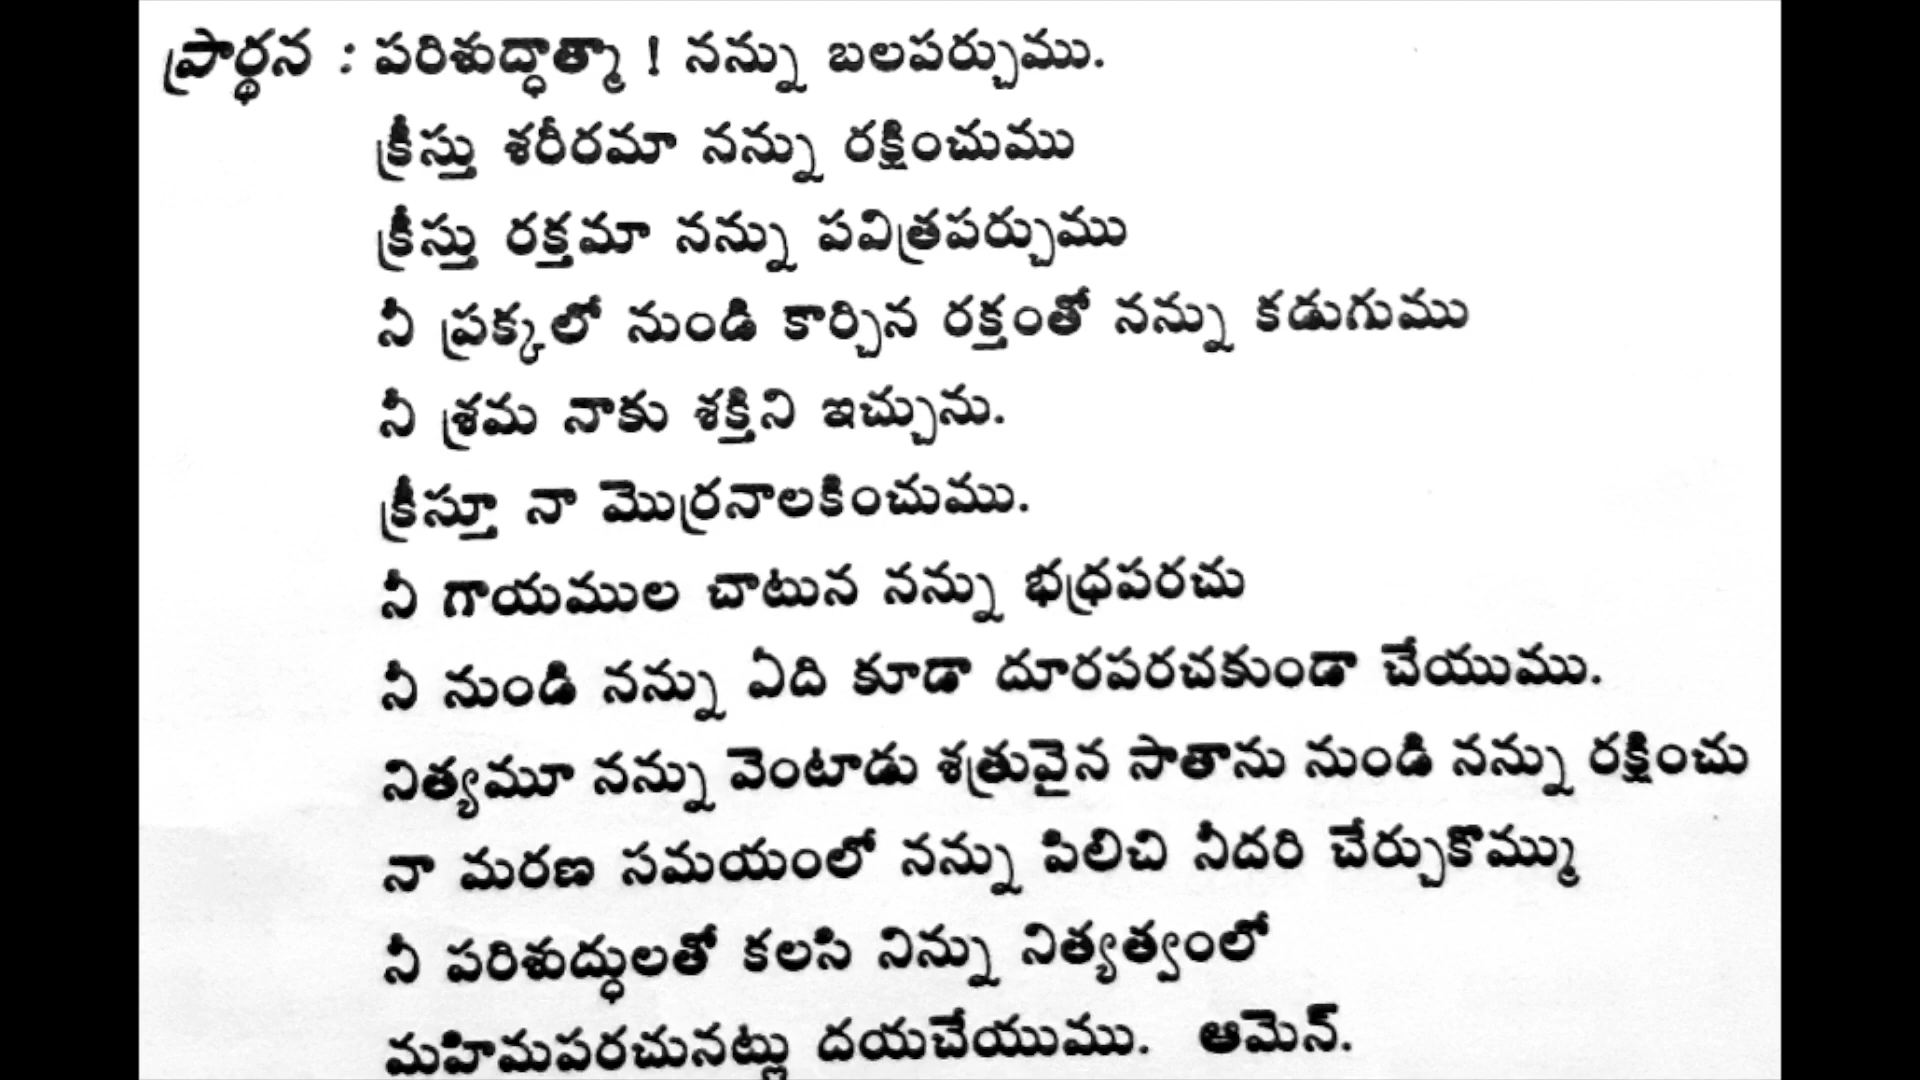 ప్రార్థన : పరిశుద్ధాత్మా ! నన్ను బలపర్చుము.
క్రీస్తు శరీరమా నన్ను రక్షించుము
క్రీస్తు రక్తమా నన్ను పవిత్రపర్చుము
నీ ప్రక్కలో నుండి కార్చిన రక్తంతో నన్ను కడుగుము
నీ శ్రమ నాకు శక్తిని ఇచ్చును.
క్రీస్తూ నా మొర్రనాలకించుము.
నీ గాయముల చాటున నన్ను భధ్రపరచు
నీ నుండి నన్ను ఏది కూడా దూరపరచకుండా చేయుము.
నిత్యమూ నన్ను వెంటాడు శత్రువైన సాతాను నుండి నన్ను రక్షించు
నా మరణ సమయంలో నన్ను పిలిచి నీదరి చేర్చుకొమ్ము
నీ పరిశుద్ధులతో కలసి నిన్ను నిత్యత్వంలో
మహిమపరచునట్లు దయచేయుము. ఆమెన్.